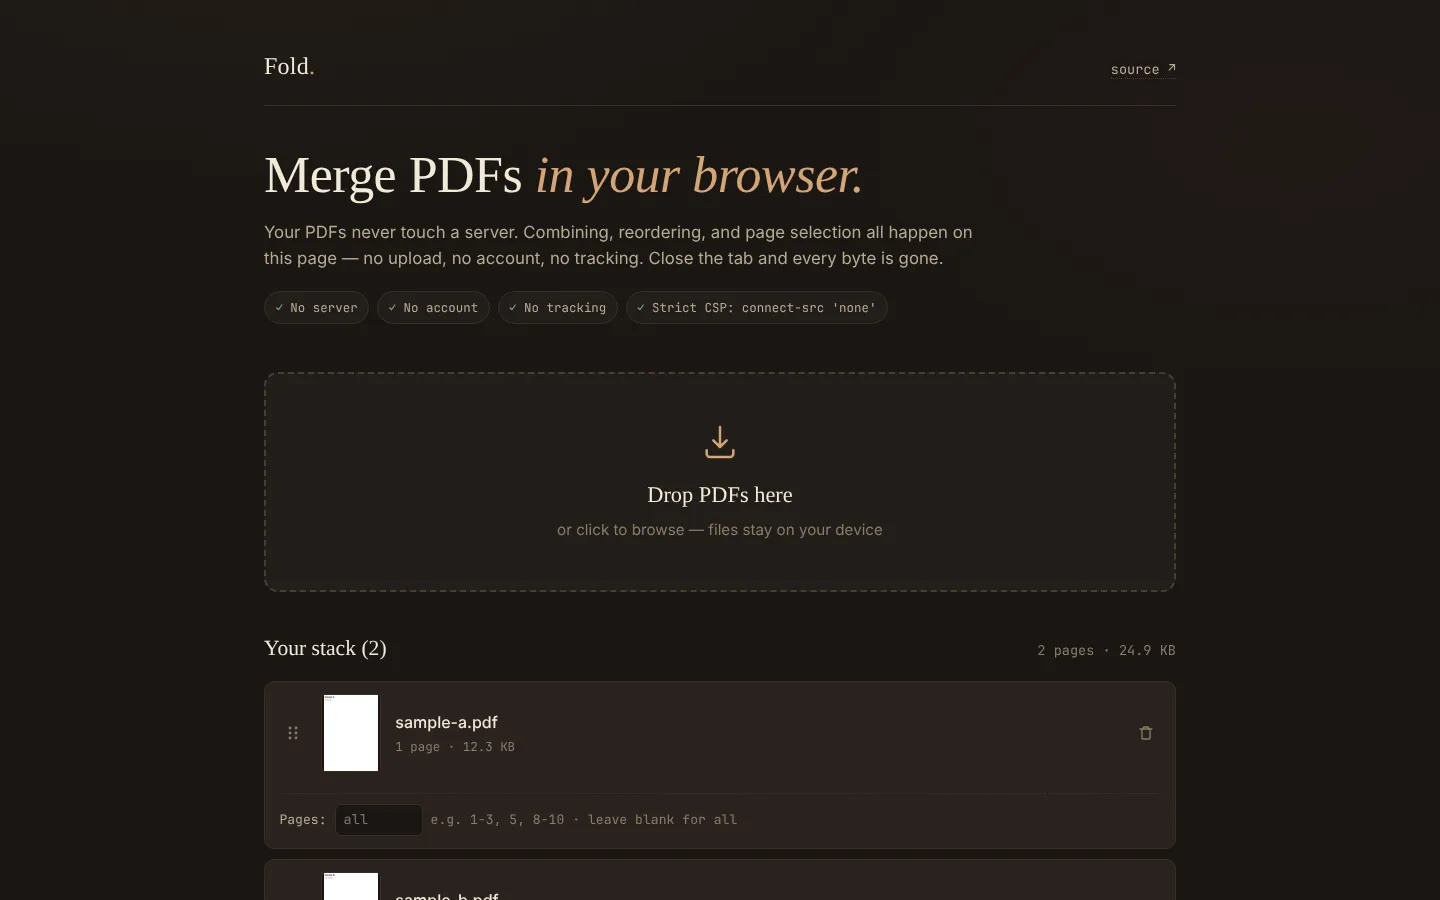 Fold.
source ↗
Merge PDFs in your browser.
Your PDFs never touch a server. Combining, reordering, and page selection all happen on
this page — no upload, no account, no tracking. Close the tab and every byte is gone.
✓ No server ✓ No account ✓ No tracking ✓ Strict CSP: connect-src 'none'
Drop PDFs here
or click to browse — files stay on your device
Your stack (2)
2 pages · 24.9 KB
sample-a.pdf
1 page · 12.3 KB
Pages: all e.g. 1-3, 5, 8-10 · leave blank for all
sample-b.pdf